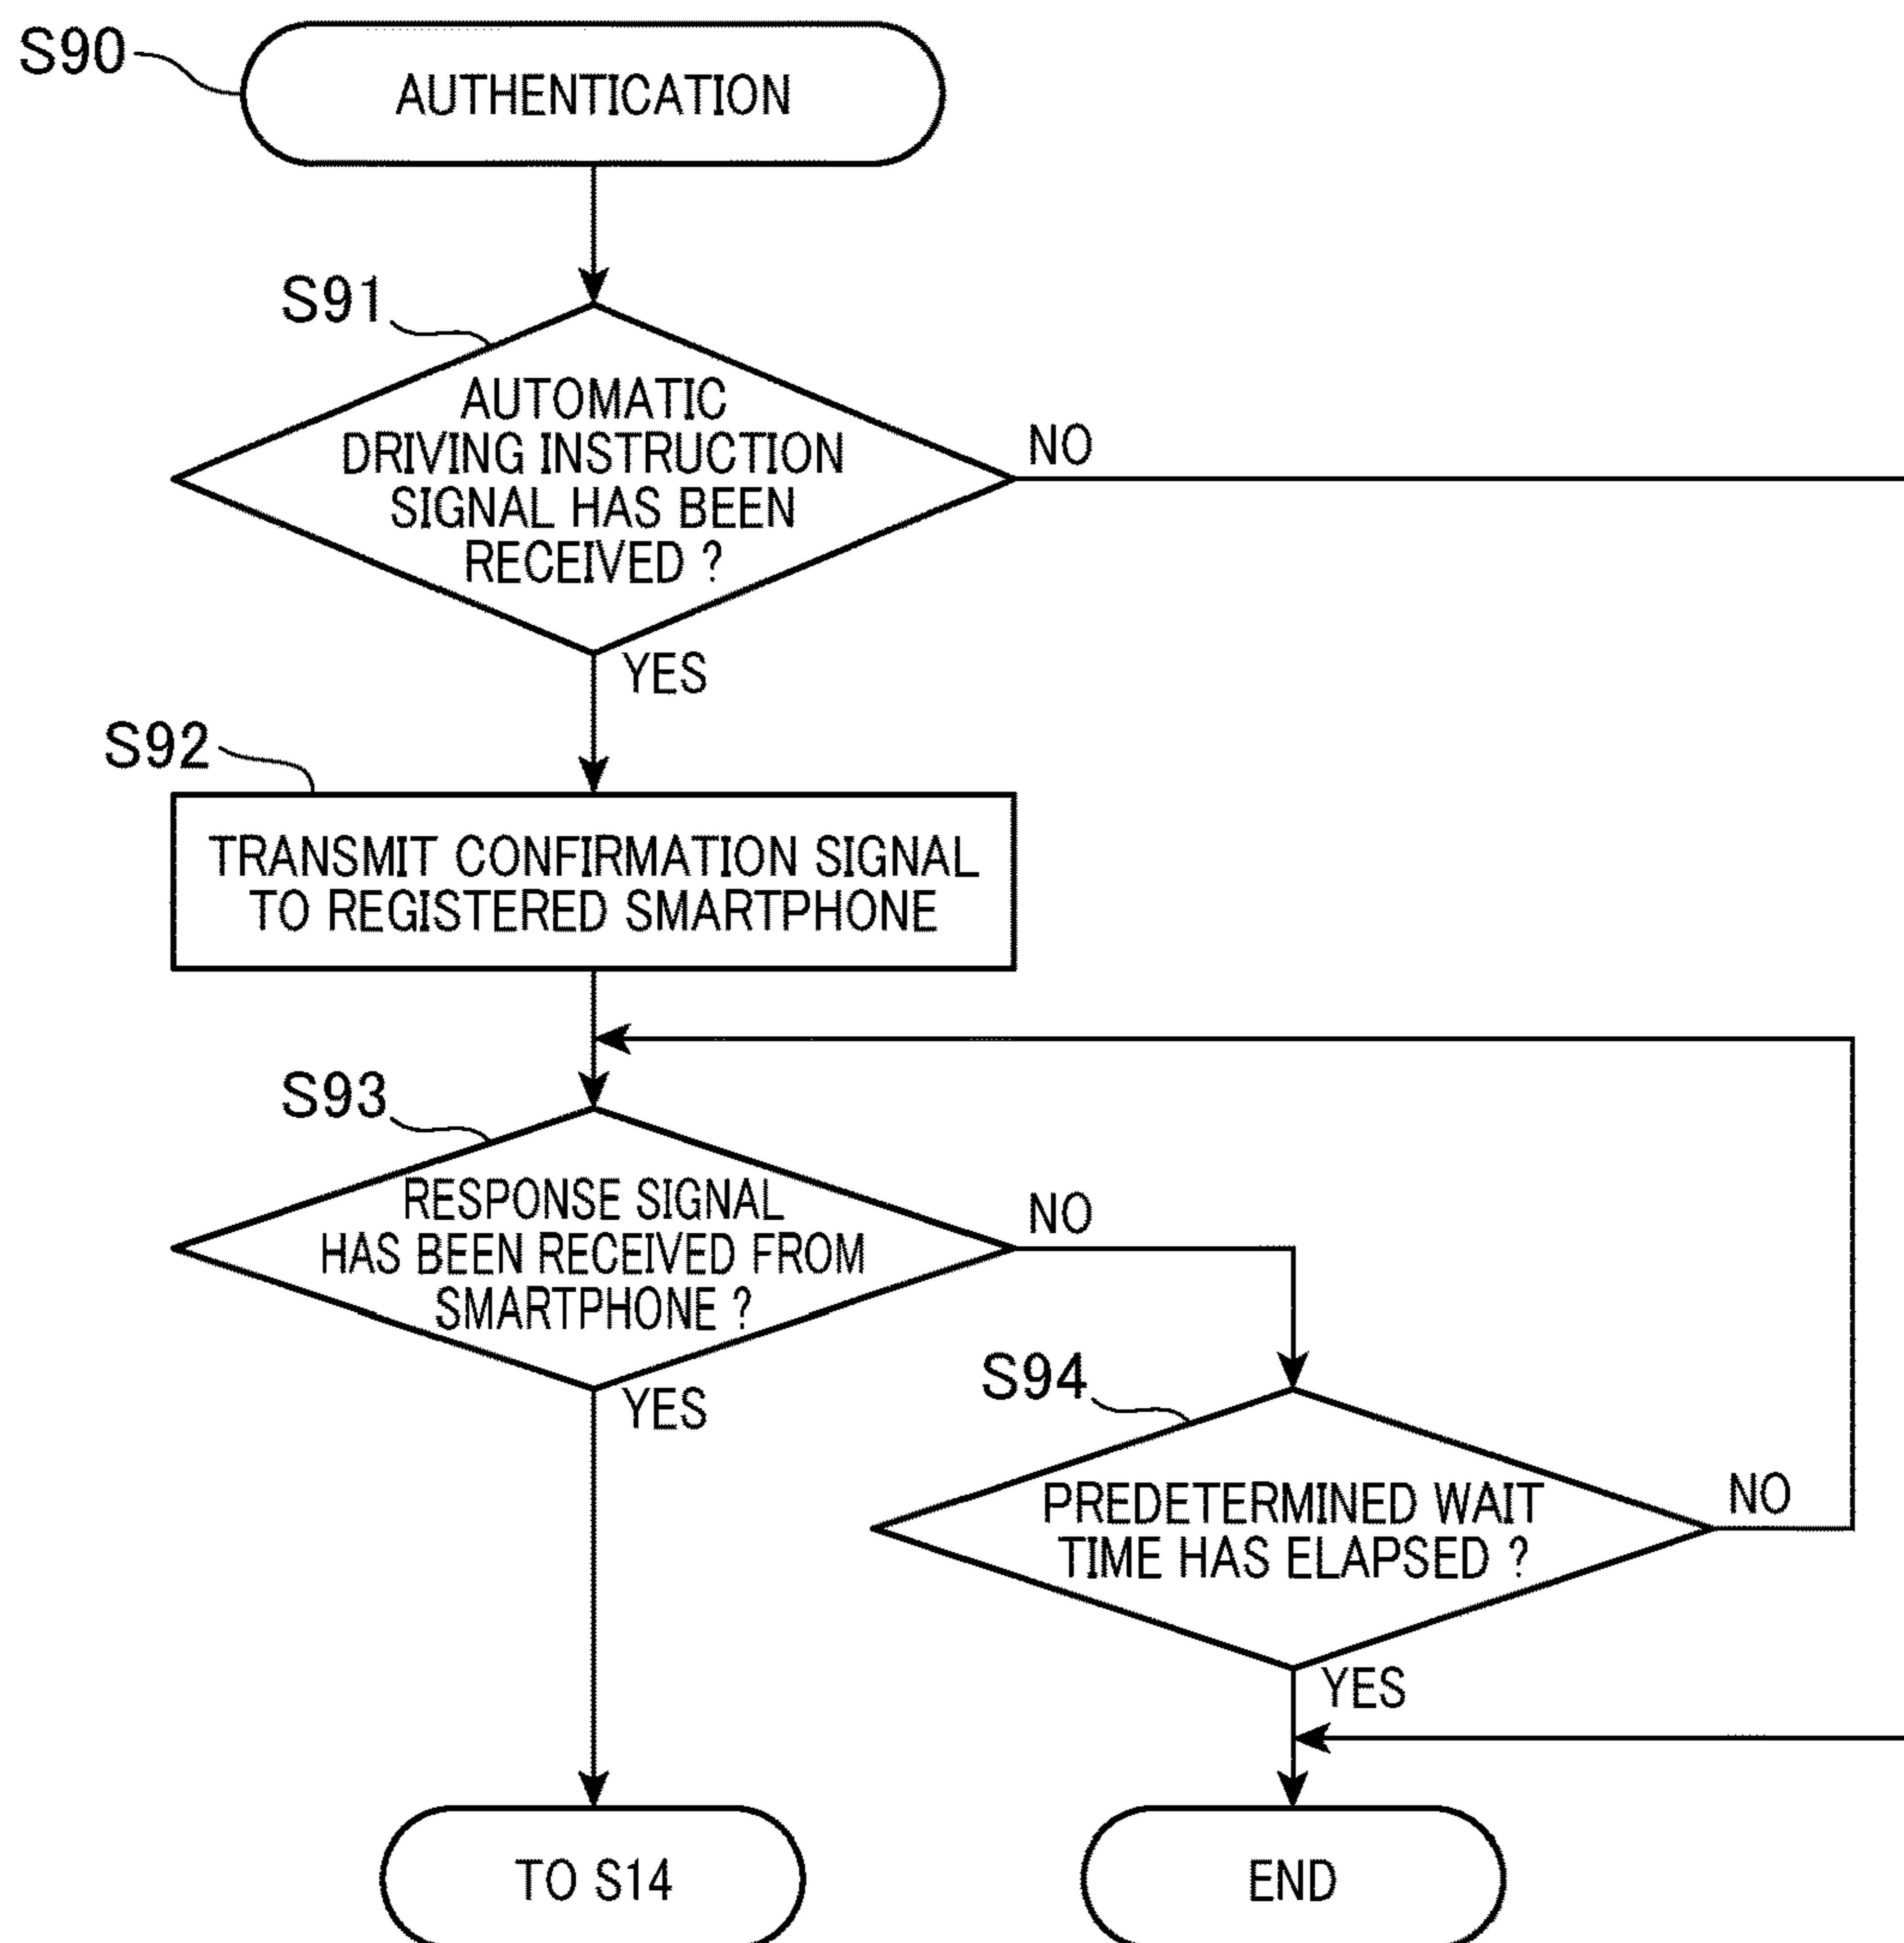 S90
AUTHENTICATION
S91
AUTOMATIC
DRIVING INSTRUCTION
SIGNAL HAS BEEN
RECEIVED ?
NO
YES
S92
TRANSMIT CONFIRMATION SIGNAL
TO REGISTERED SMARTPHONE
S93
RESPONSE SIGNAL
HAS BEEN RECEIVED FROM
SMARTPHONE ?
NO
YES
S94
PREDETERMINED WAIT
TIME HAS ELAPSED ?
NO
YES
TO S14
END